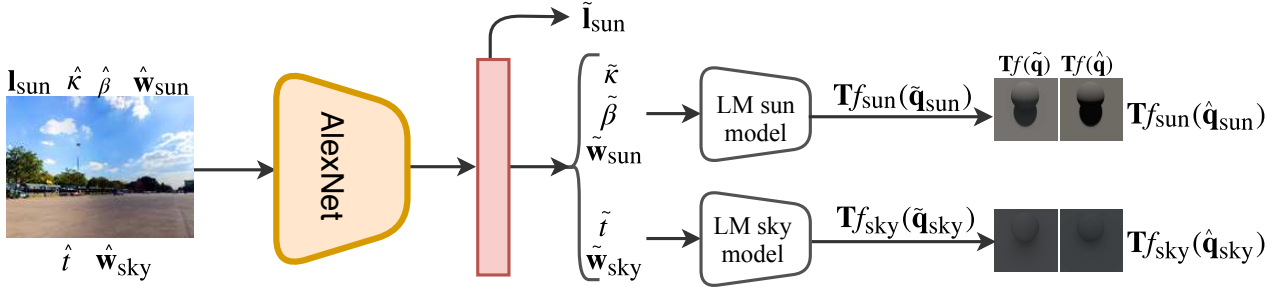 l_sun κ̂ β̂ ŵ_sun
t̂ ŵ_sky
AlexNet
l̃_sun
κ̃
β̃
w̃_sun
t̃
w̃_sky
LM sun
model
LM sky
model
Tf_sun(q̃_sun)
Tf_sky(q̃_sky)
Tf(q̃) Tf(q̂)
Tf_sun(q̂_sun)
Tf_sky(q̂_sky)